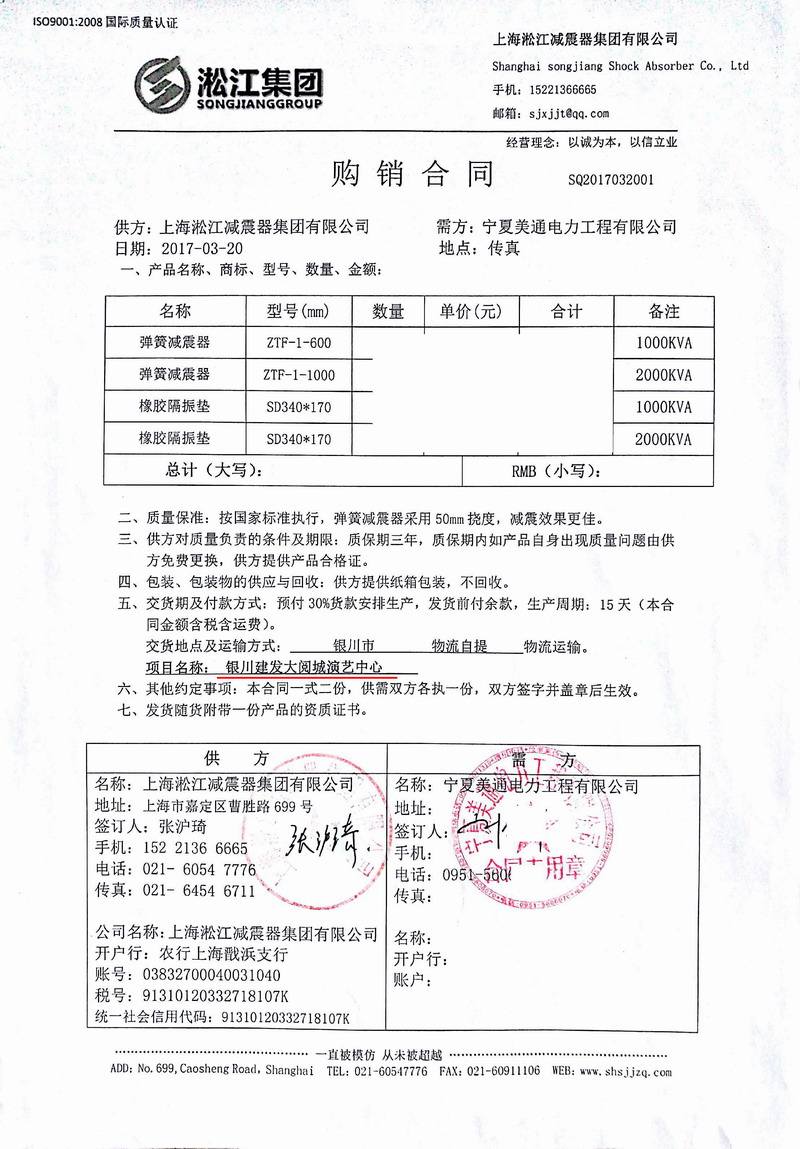 ISO9001:2008 国际质量认证
淞江集团
SONGJIANGGROUP
上海淞江减震器集团有限公司
Shanghai songjiang Shock Absorber Co., Ltd
手机：15221366665
邮箱：sjxjjt@qq.com
经营理念：以诚为本，以信立业
购销合同
SQ2017032001
供方：上海淞江减震器集团有限公司 需方：宁夏美通电力工程有限公司
日期：2017-03-20 地点：传真
一、产品名称、商标、型号、数量、金额：
名称 型号(mm) 数量 单价(元) 合计 备注
弹簧减震器 ZTF-1-600 1000KVA
弹簧减震器 ZTF-1-1000 2000KVA
橡胶隔振垫 SD340*170 1000KVA
橡胶隔振垫 SD340*170 2000KVA
总计（大写）： RMB（小写）：
二、质量保准：按国家标准执行，弹簧减震器采用50mm挠度，减震效果更佳。
三、供方对质量负责的条件及期限：质保期三年，质保期内如产品自身出现质量问题由供
方免费更换，供方提供产品合格证。
四、包装、包装物的供应与回收：供方提供纸箱包装，不回收。
五、交货期及付款方式：预付30%货款安排生产，发货前付余款，生产周期：15天（本合
同金额含税含运费）。
交货地点及运输方式： 银川市 物流自提 物流运输。
项目名称： 银川建发大阅城演艺中心
六、其他约定事项：本合同一式二份，供需双方各执一份，双方签字并盖章后生效。
七、发货随货附带一份产品的资质证书。
供 方
名称：上海淞江减震器集团有限公司
地址：上海市嘉定区曹胜路699号
签订人：张沪琦
张沪琦
手机：152 2136 6665
电话：021- 6054 7776
传真：021- 6454 6711
公司名称：上海淞江减震器集团有限公司
开户行：农行上海戬浜支行
账号：03832700040031040
税号：91310120332718107K
统一社会信用代码：91310120332718107K
需 方
名称：宁夏美通电力工程有限公司
地址：
签订人：
手机：
电话：0951-500
传真：
名称：
开户行：
账户：
一直被模仿 从未被超越
ADD: No. 699, Caosheng Road, Shanghai TEL: 021-60547776 FAX: 021-60911106 WEB: www.shsjjzq.com